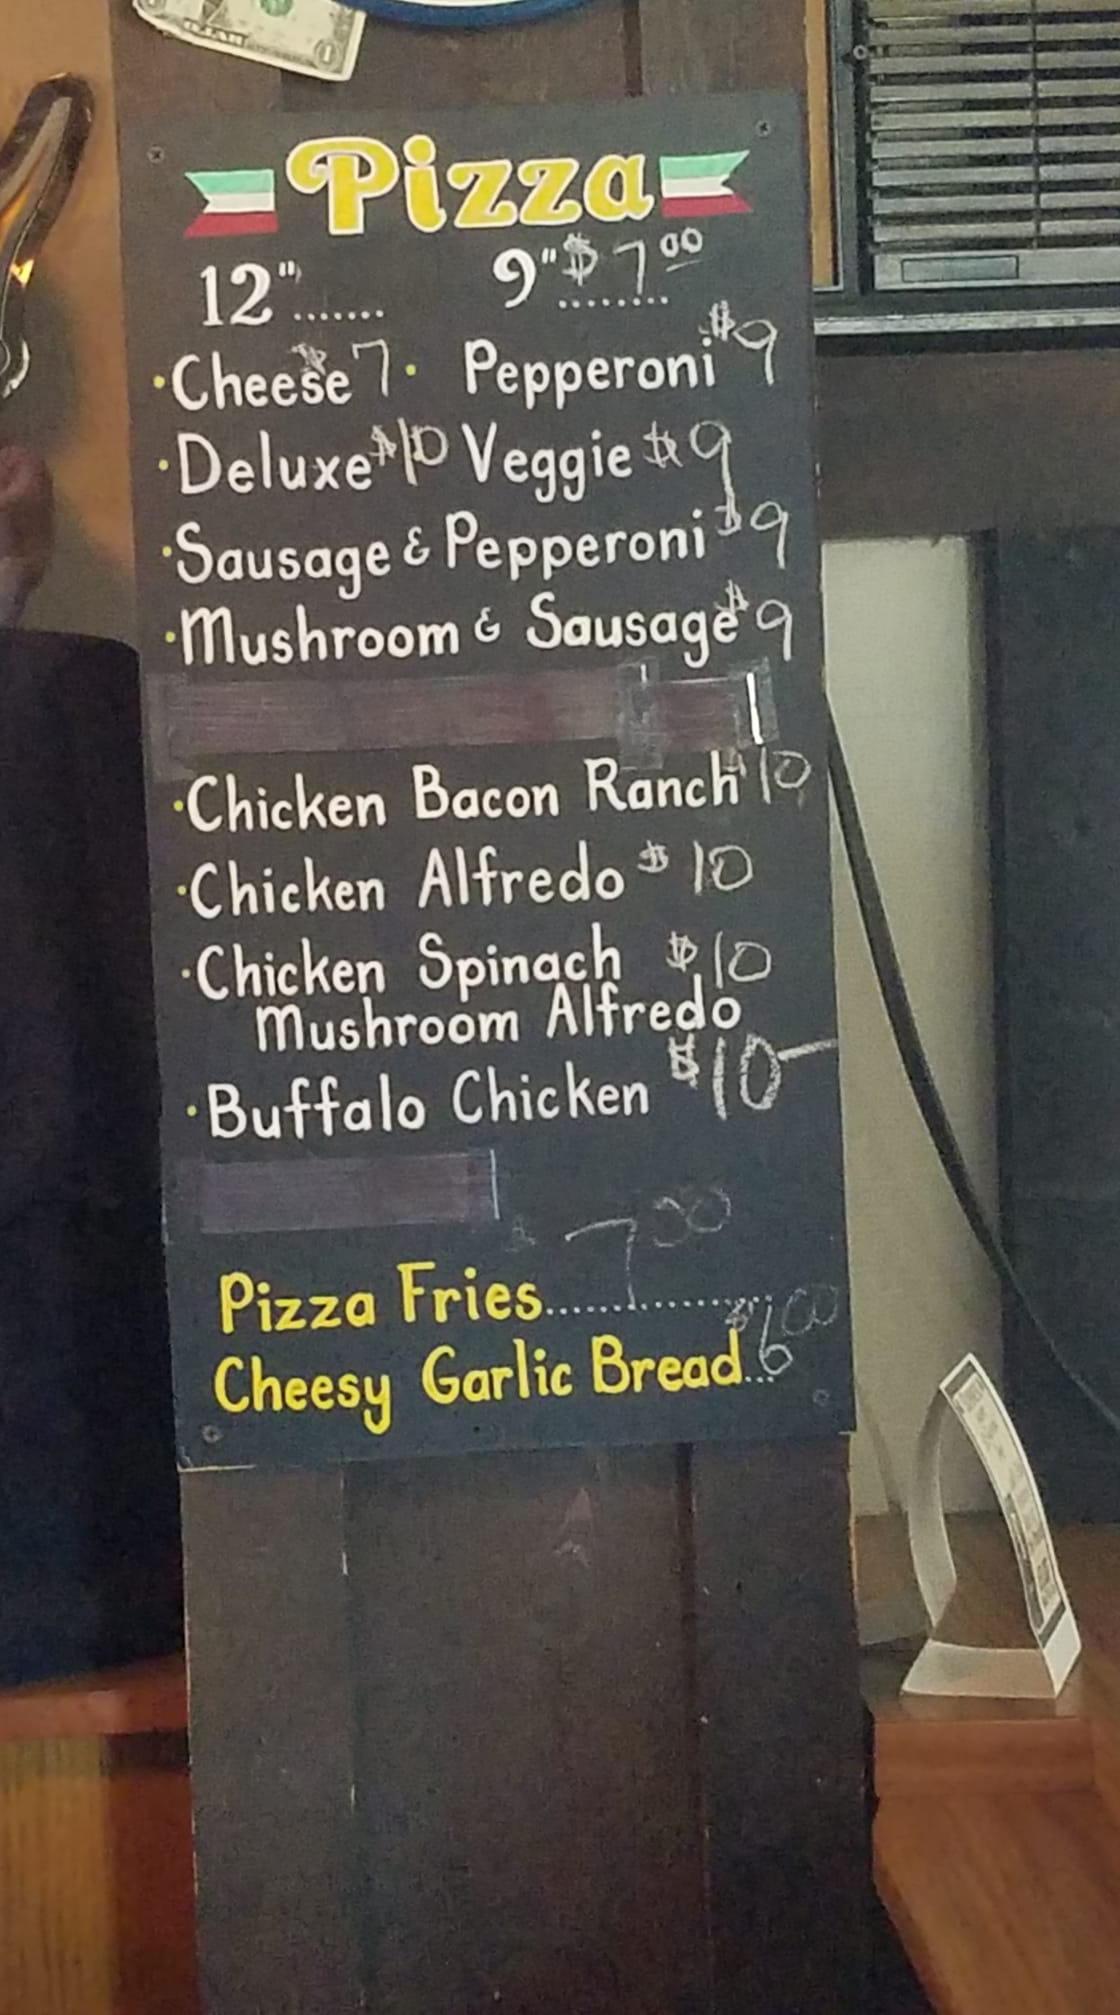 Pizza
12"....... 9" $7.00
·Cheese $7· Pepperoni $9
·Deluxe $10 Veggie $9
·Sausage & Pepperoni $9
·Mushroom & Sausage $9
·Chicken Bacon Ranch $10
·Chicken Alfredo $10
·Chicken Spinach $10
Mushroom Alfredo
·Buffalo Chicken $10
Pizza Fries.............. $7.00
Cheesy Garlic Bread... $6.00